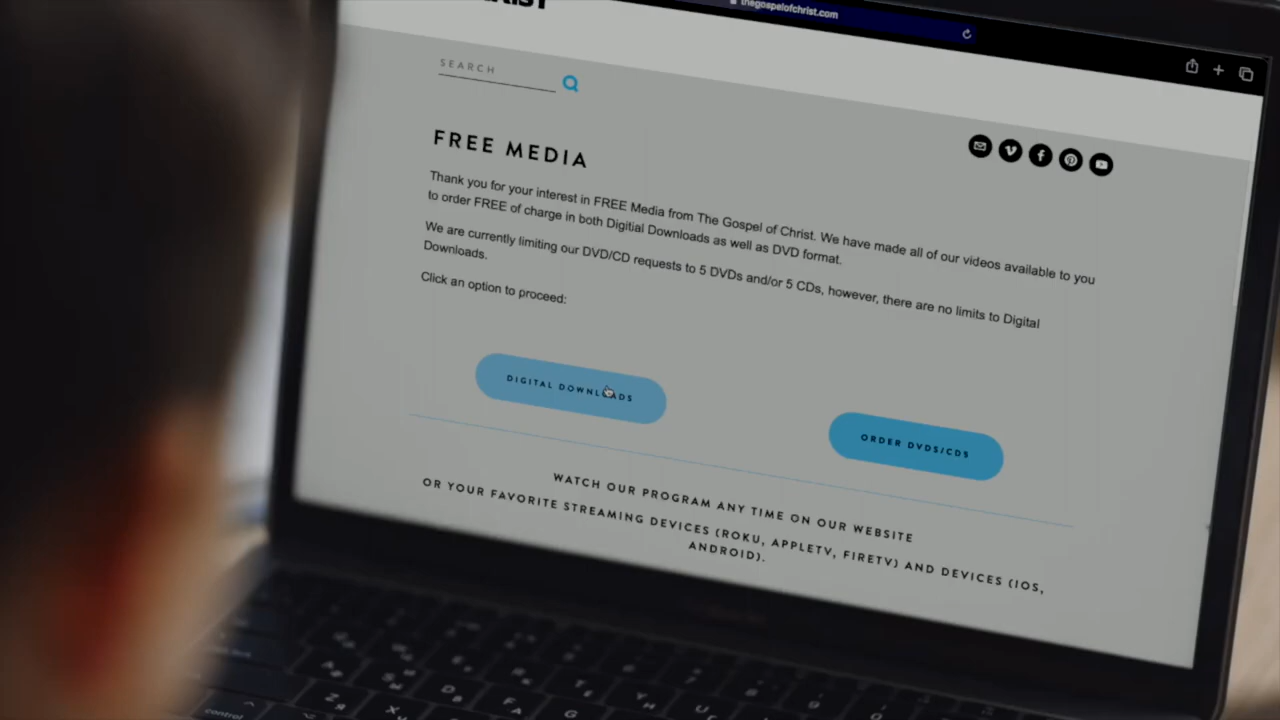 thegospelofchrist.com
SEARCH
FREE MEDIA
Thank you for your interest in FREE Media from The Gospel of Christ. We have made all of our videos available to you
to order FREE of charge in both Digitial Downloads as well as DVD format.
We are currently limiting our DVD/CD requests to 5 DVDs and/or 5 CDs, however, there are no limits to Digital
Downloads.
Click an option to proceed:
DIGITAL DOWNLOADS
ORDER DVDS/CDS
WATCH OUR PROGRAM ANY TIME ON OUR WEBSITE
OR YOUR FAVORITE STREAMING DEVICES (ROKU, APPLETV, FIRETV) AND DEVICES (IOS,
ANDROID).
control